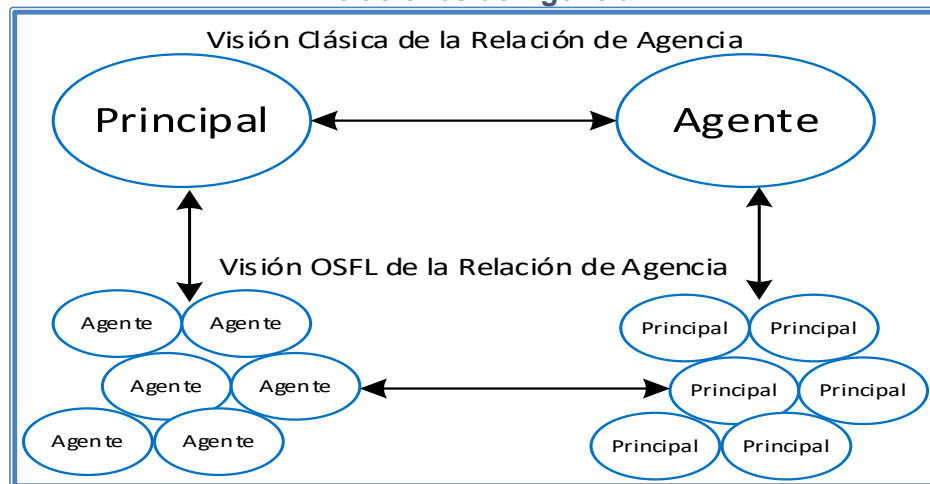 Visión Clásica de la Relación de Agencia
Principal
Agente
Visión OSFL de la Relación de Agencia
Agente
Agente
Principal
Principal
Agente
Agente
Principal
Principal
Agente
Agente
Principal
Principal